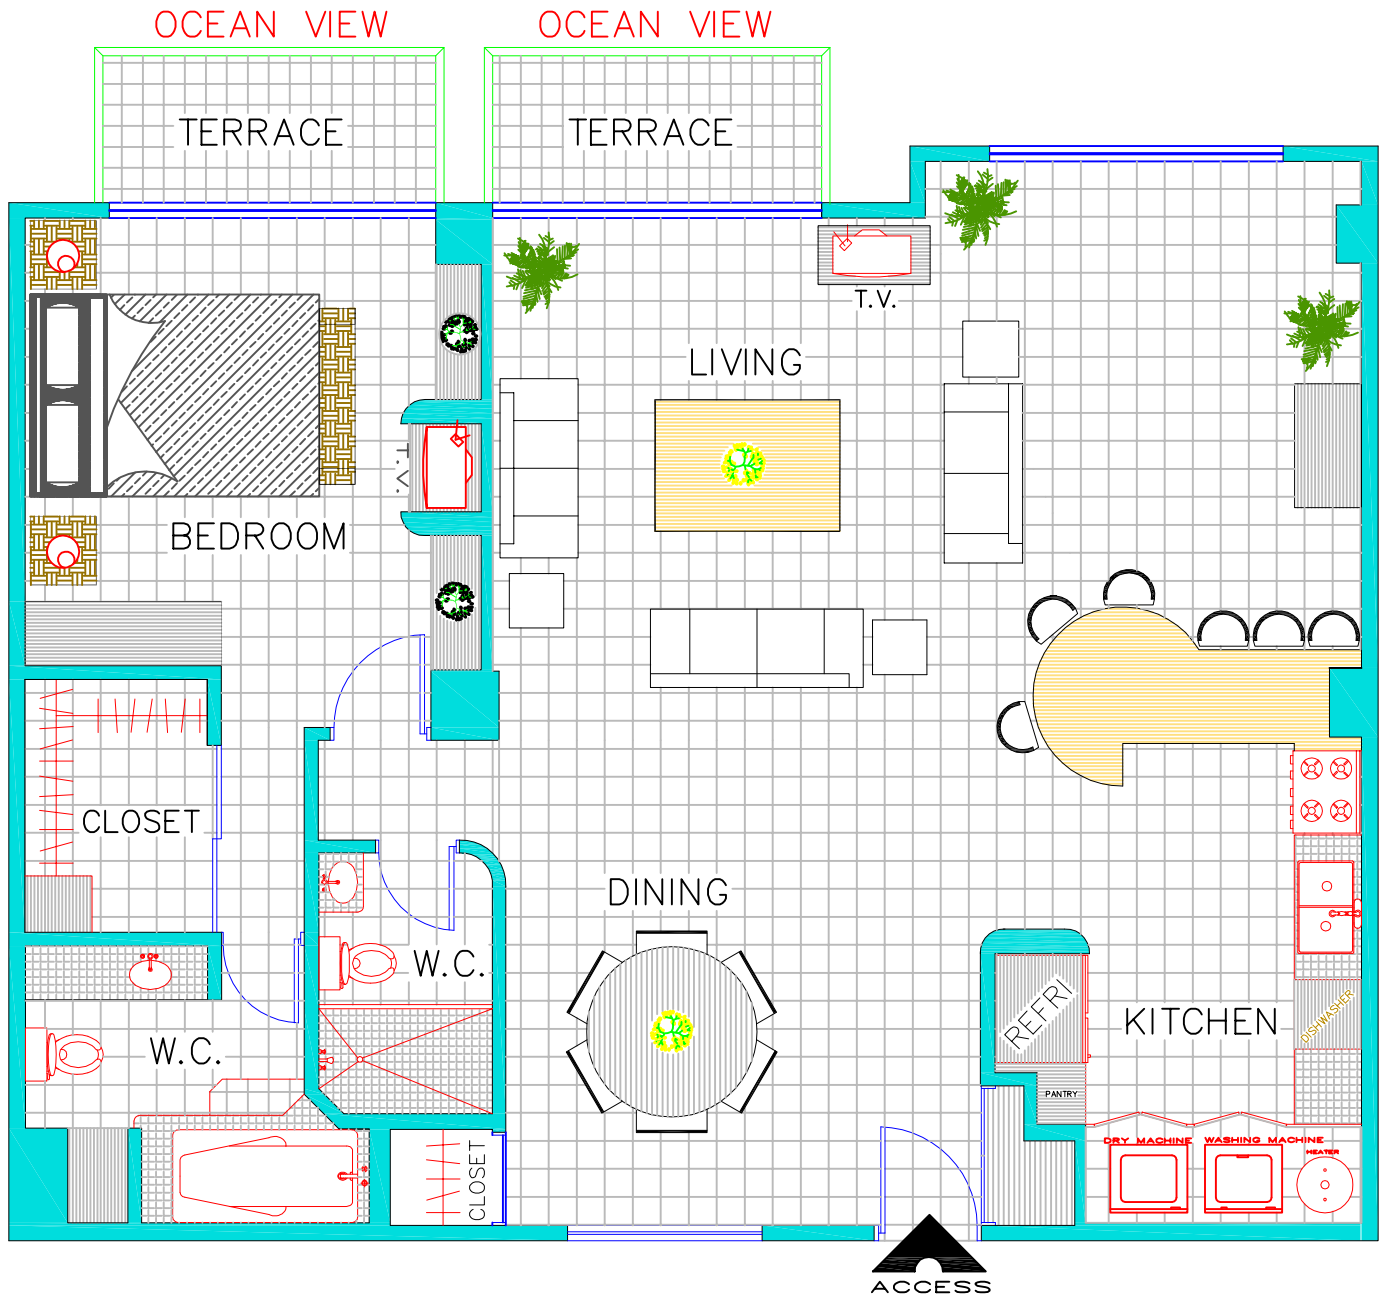 OCEAN VIEW
OCEAN VIEW
TERRACE
TERRACE
T.V.
LIVING
T.V.
BEDROOM
CLOSET
DINING
W.C.
REFRI
KITCHEN
DISHWASHER
W.C.
PANTRY
DRY MACHINE
WASHING MACHINE
HEATER
CLOSET
ACCESS